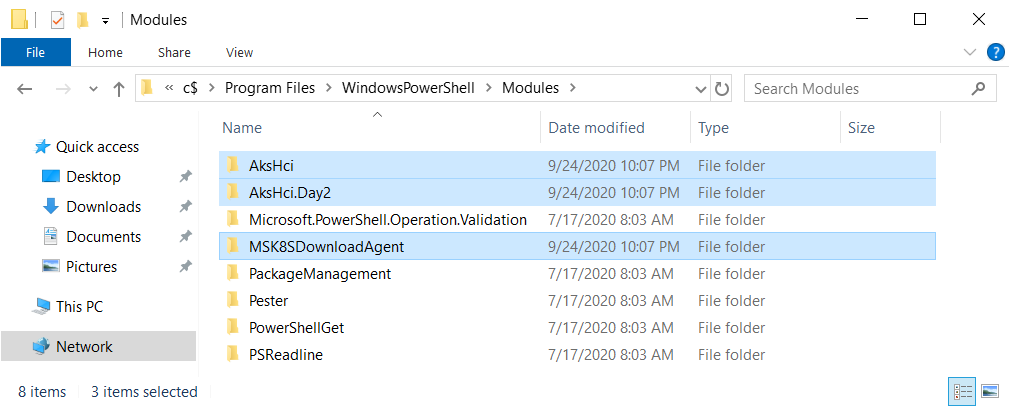 Modules
File Home Share View
« c$ Program Files WindowsPowerShell Modules Search Modules
Name Date modified Type Size
Quick access
Desktop
Downloads
Documents
Pictures
This PC
Network
AksHci 9/24/2020 10:07 PM File folder
AksHci.Day2 9/24/2020 10:07 PM File folder
Microsoft.PowerShell.Operation.Validation 7/17/2020 8:03 AM File folder
MSK8SDownloadAgent 9/24/2020 10:07 PM File folder
PackageManagement 7/17/2020 8:03 AM File folder
Pester 7/17/2020 8:03 AM File folder
PowerShellGet 7/17/2020 8:03 AM File folder
PSReadline 7/17/2020 8:03 AM File folder
8 items 3 items selected